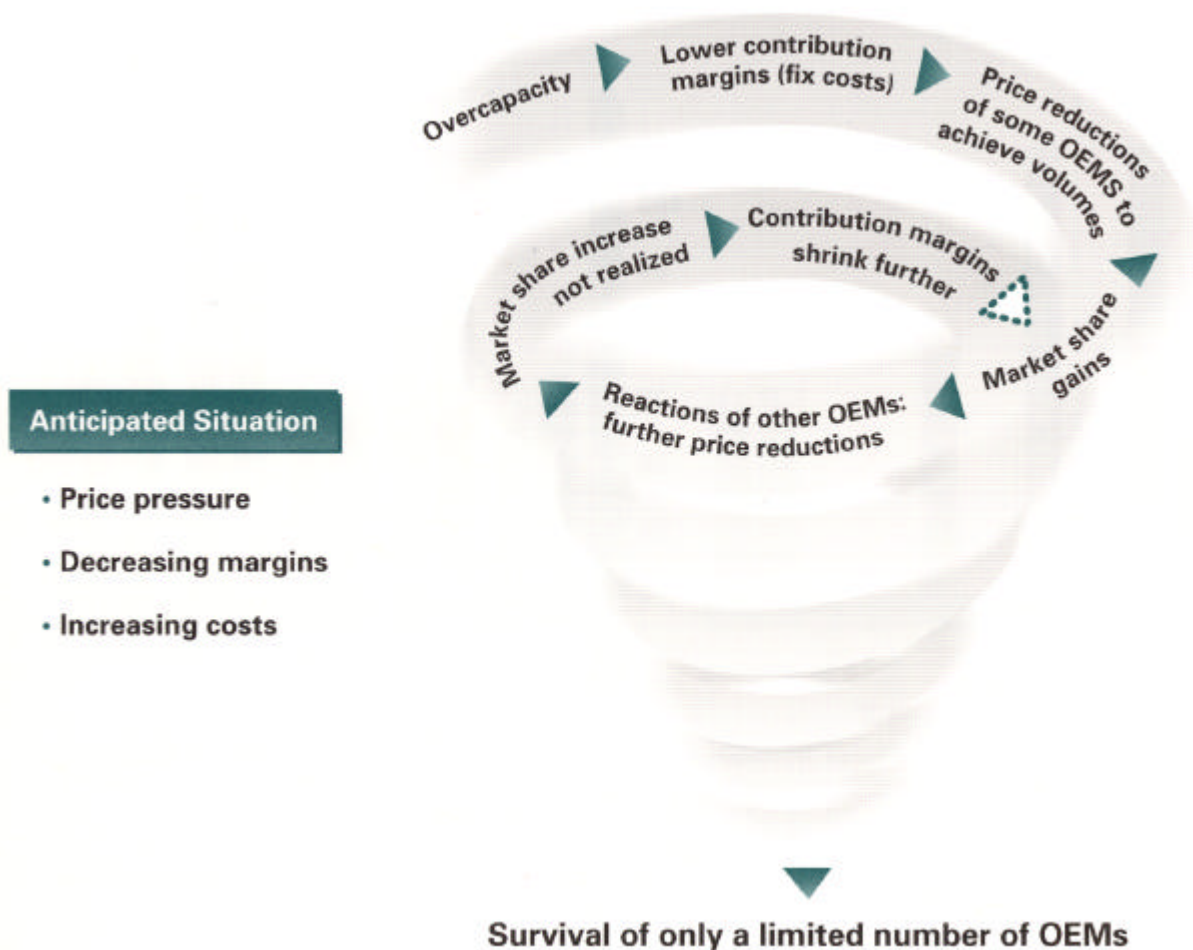 Overcapacity
Lower contribution
margins (fix costs)
Price reductions
of some OEMS to
achieve volumes
Market share
gains
Reactions of other OEMs:
further price reductions
Market share increase
not realized
Contribution margins
shrink further
Anticipated Situation
• Price pressure
• Decreasing margins
• Increasing costs
Survival of only a limited number of OEMs